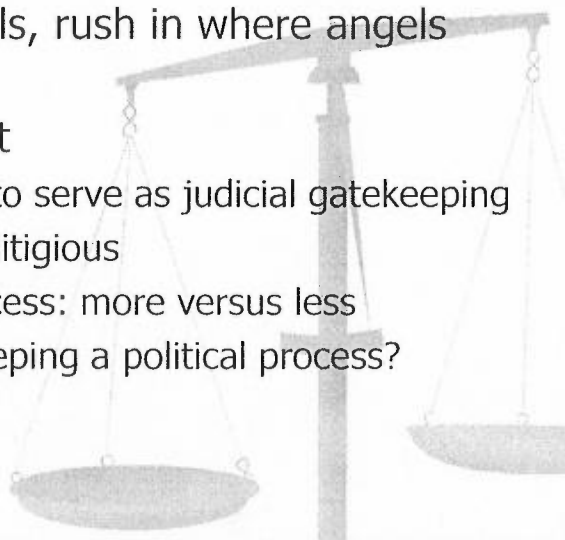 ls, rush in where angels
t
to serve as judicial gatekeeping
itigious
cess: more versus less
eping a political process?